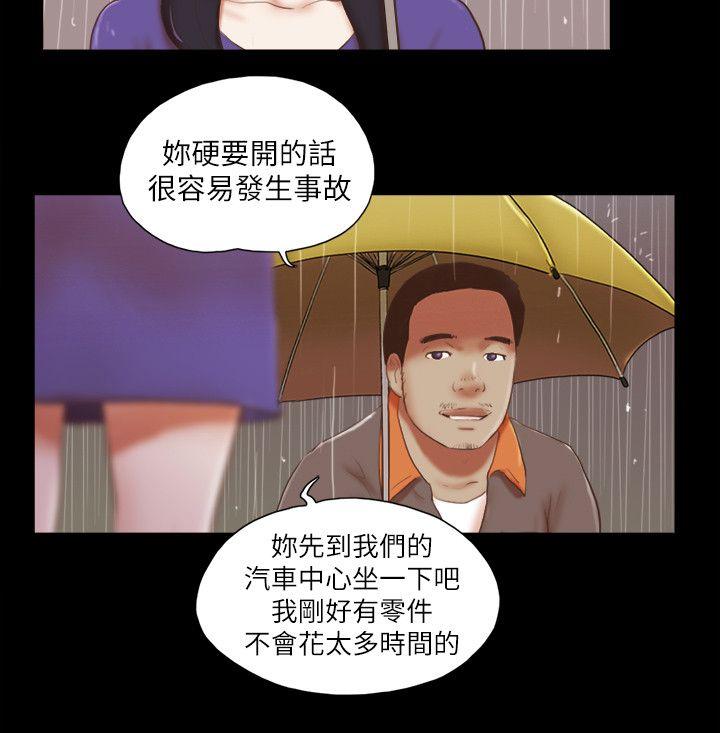 妳硬要開的話
很容易發生事故
妳先到我們的
汽車中心坐一下吧
我剛好有零件
不會花太多時間的